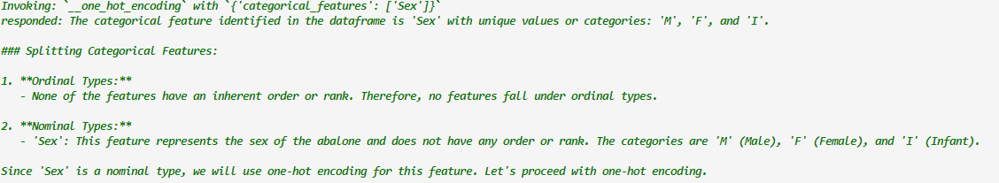 Invoking: `__one_hot_encoding` with `{'categorical_features': ['Sex']}`
responded: The categorical feature identified in the dataframe is 'Sex' with unique values or categories: 'M', 'F', and 'I'.
### Splitting Categorical Features:
1. **Ordinal Types:**
- None of the features have an inherent order or rank. Therefore, no features fall under ordinal types.
2. **Nominal Types:**
- 'Sex': This feature represents the sex of the abalone and does not have any order or rank. The categories are 'M' (Male), 'F' (Female), and 'I' (Infant).
Since 'Sex' is a nominal type, we will use one-hot encoding for this feature. Let's proceed with one-hot encoding.